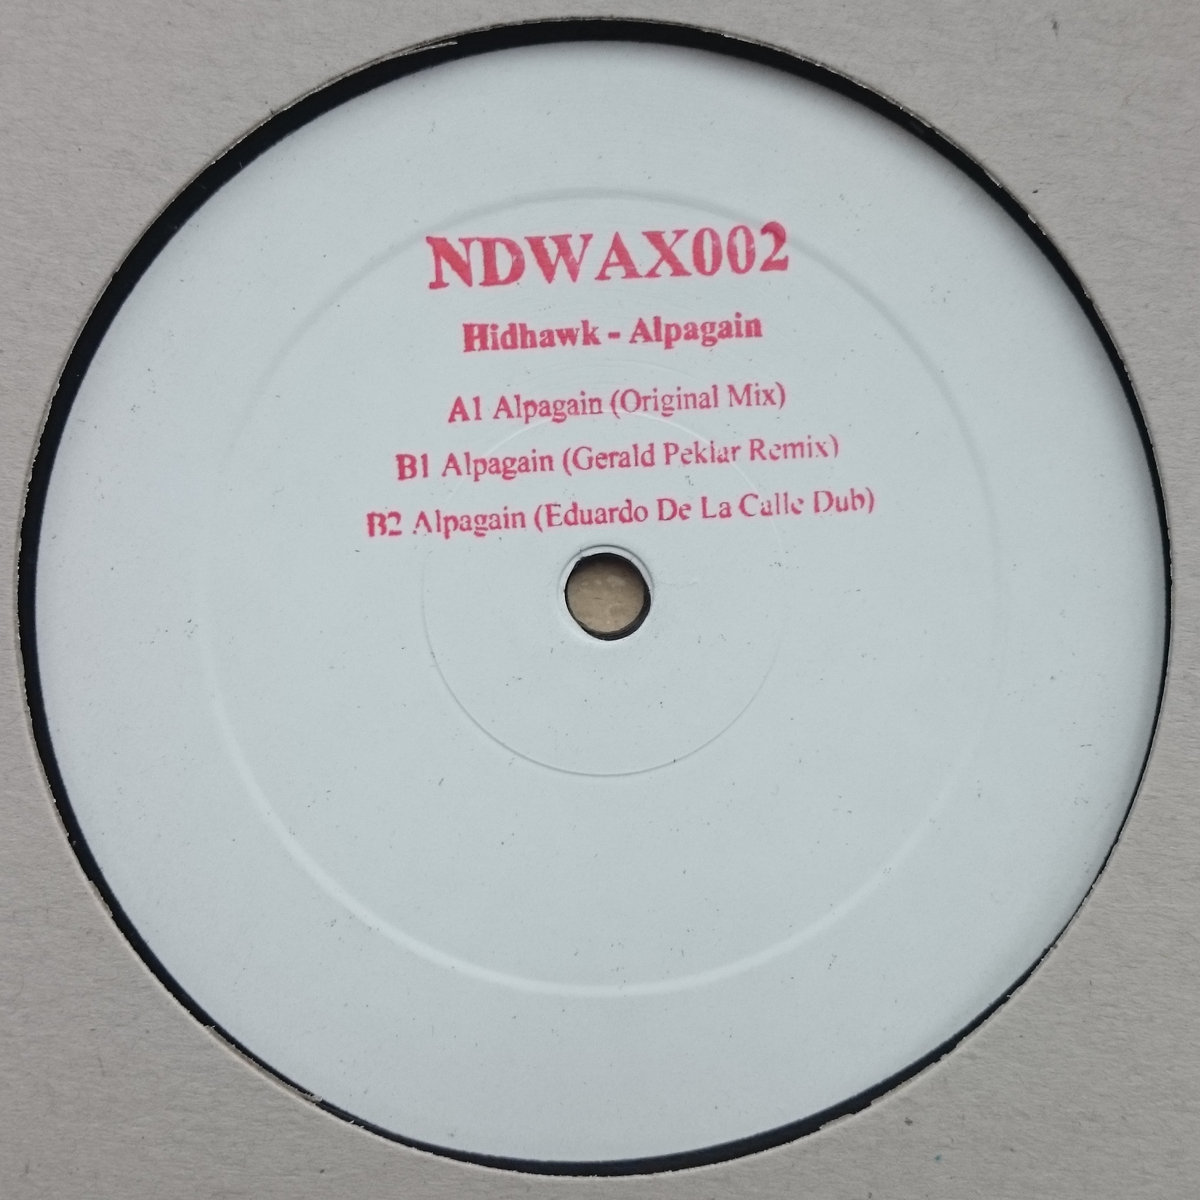 NDWAX002
Hidhawk - Alpagain
A1 Alpagain (Original Mix)
B1 Alpagain (Gerald Peklar Remix)
B2 Alpagain (Eduardo De La Calle Dub)